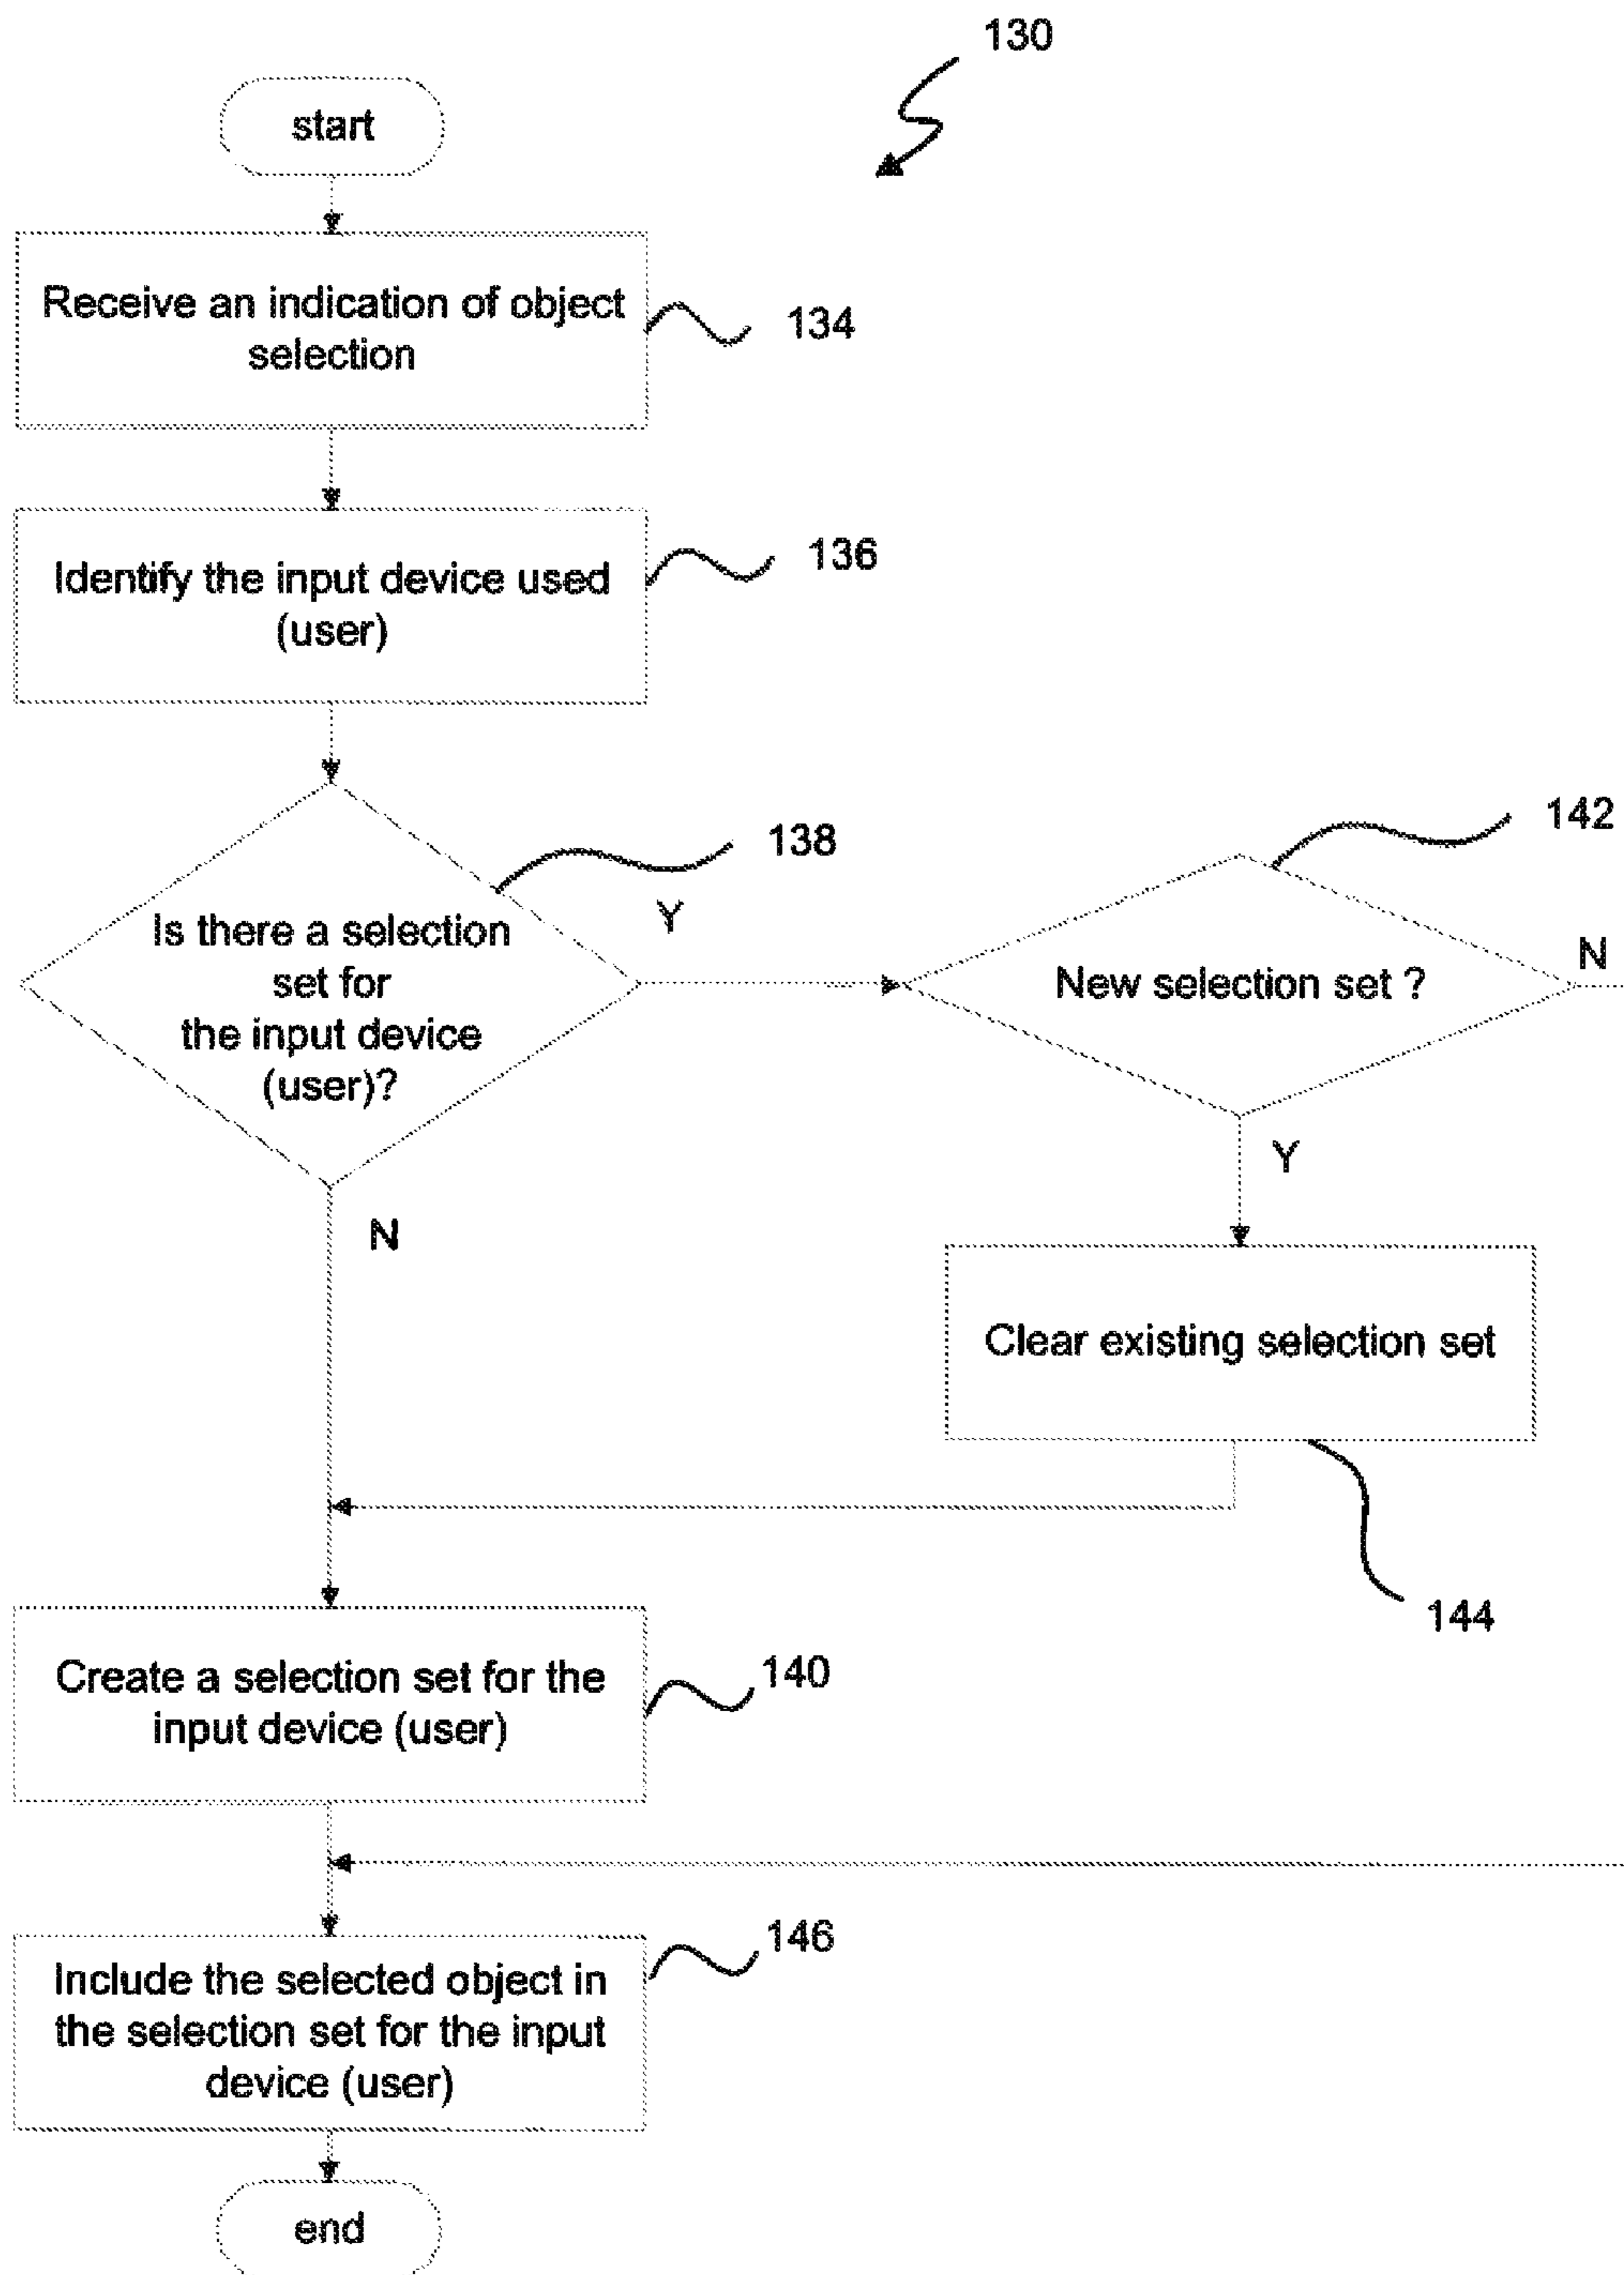 130
start
Receive an indication of object
selection
134
Identify the input device used
(user)
136
138
Is there a selection
set for
the input device
(user)?
Y
N
142
New selection set ?
N
Y
Clear existing selection set
144
Create a selection set for the
input device (user)
140
Include the selected object in
the selection set for the input
device (user)
146
end